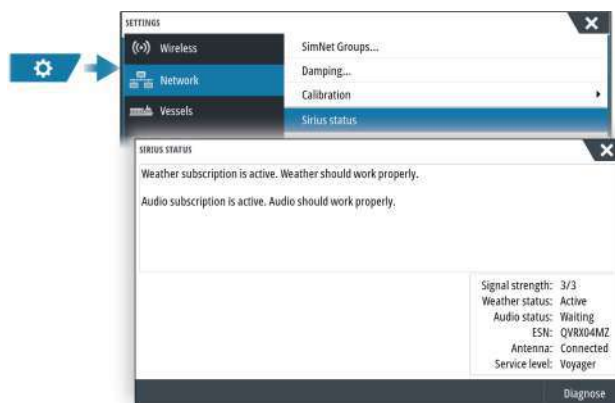 SETTINGS
Wireless
Network
Vessels
SimNet Groups...
Damping...
Calibration
Sirius status
SIRIUS STATUS
Weather subscription is active. Weather should work properly.
Audio subscription is active. Audio should work properly.
Signal strength: 3/3
Weather status: Active
Audio status: Waiting
ESN: QVRX04MZ
Antenna: Connected
Service level: Voyager
Diagnose